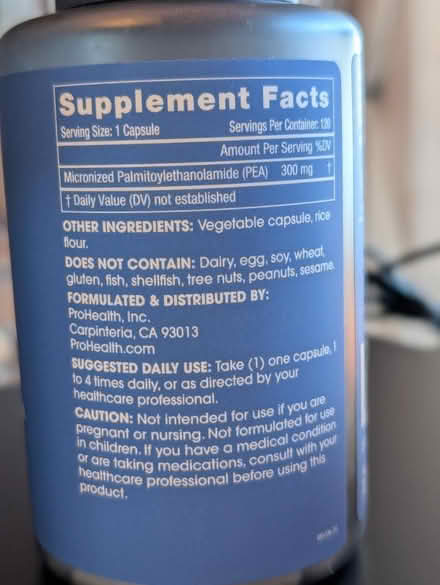 Supplement Facts
Serving Size: 1 Capsule Servings Per Container: 120
Amount Per Serving %DV
Micronized Palmitoylethanolamide (PEA) 300 mg †
† Daily Value (DV) not established
OTHER INGREDIENTS: Vegetable capsule, rice
flour.
DOES NOT CONTAIN: Dairy, egg, soy, wheat,
gluten, fish, shellfish, tree nuts, peanuts, sesame.
FORMULATED & DISTRIBUTED BY:
ProHealth, Inc.
Carpinteria, CA 93013
ProHealth.com
SUGGESTED DAILY USE: Take (1) one capsule, 1
to 4 times daily, or as directed by your
healthcare professional.
CAUTION: Not intended for use if you are
pregnant or nursing. Not formulated for use
in children. If you have a medical condition
or are taking medications, consult with your
healthcare professional before using this
product.